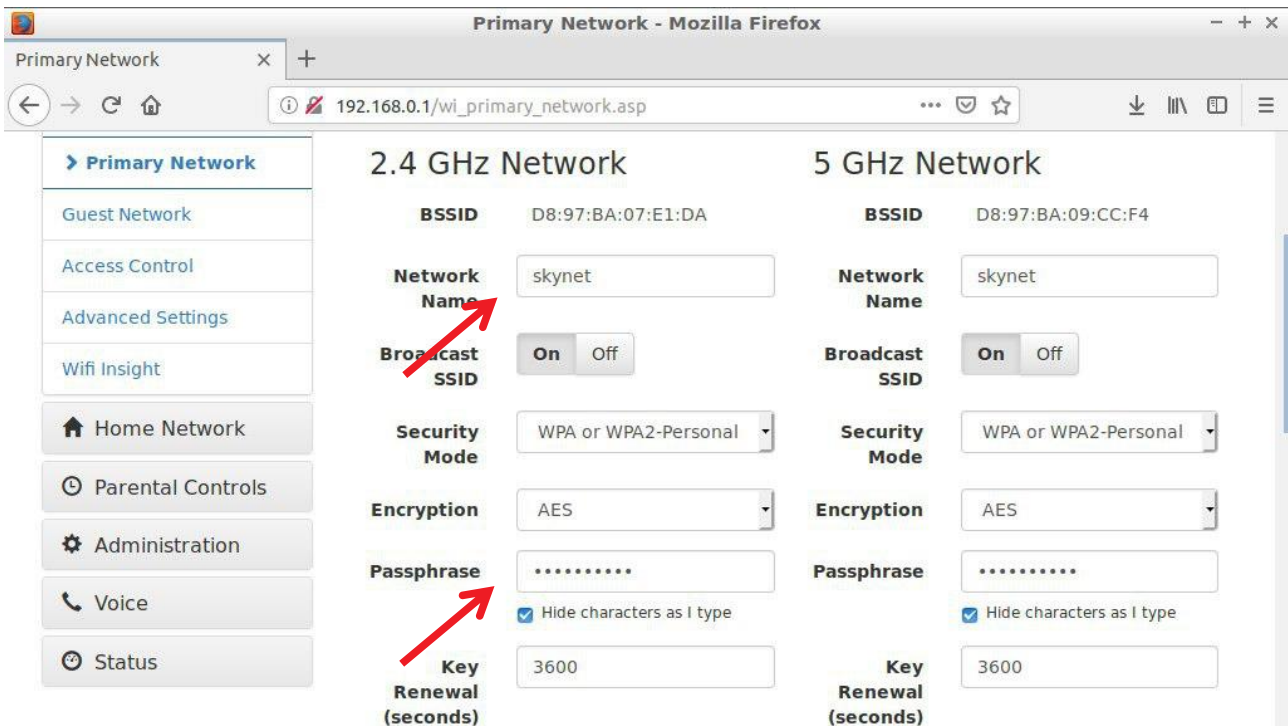 Primary Network - Mozilla Firefox
Primary Network
192.168.0.1/wi_primary_network.asp
Primary Network
Guest Network
Access Control
Advanced Settings
Wifi Insight
Home Network
Parental Controls
Administration
Voice
Status
2.4 GHz Network
BSSID D8:97:BA:07:E1:DA
Network Name skynet
Broadcast SSID On Off
Security Mode WPA or WPA2-Personal
Encryption AES
Passphrase ••••••••••
Hide characters as I type
Key Renewal (seconds) 3600
5 GHz Network
BSSID D8:97:BA:09:CC:F4
Network Name skynet
Broadcast SSID On Off
Security Mode WPA or WPA2-Personal
Encryption AES
Passphrase ••••••••••
Hide characters as I type
Key Renewal (seconds) 3600